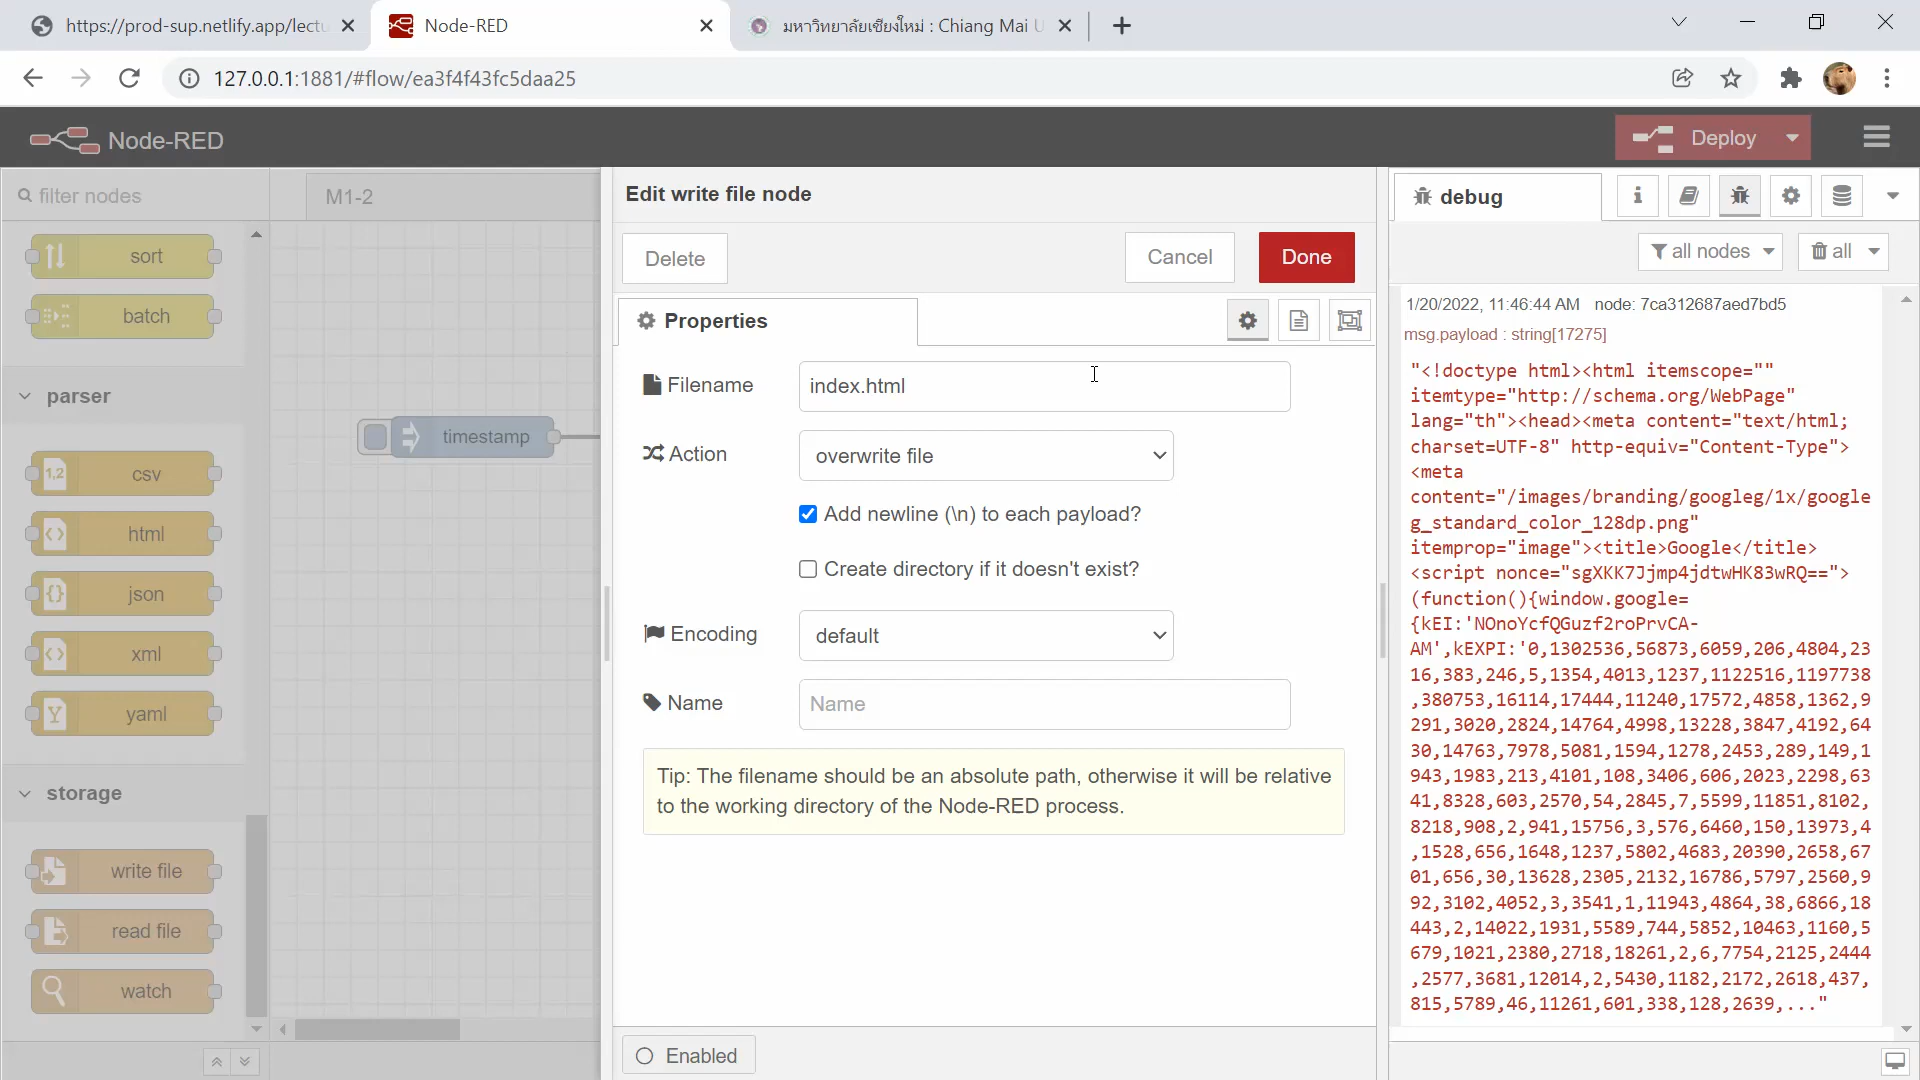 https://prod-sup.netlify.app/lectu
Node-RED
มหาวิทยาลัยเชียงใหม่ : Chiang Mai U
127.0.0.1:1881/#flow/ea3f4f43fc5daa25
Node-RED
Deploy
filter nodes
M1-2
Edit write file node
debug
sort
batch
Delete
Cancel
Done
all nodes
all
parser
csv
html
json
xml
yaml
timestamp
Properties
Filename
index.html
Action
overwrite file
Add newline (\n) to each payload?
Create directory if it doesn't exist?
Encoding
default
Name
Name
Tip: The filename should be an absolute path, otherwise it will be relative
to the working directory of the Node-RED process.
storage
write file
read file
watch
Enabled
1/20/2022, 11:46:44 AM node: 7ca312687aed7bd5
msg.payload : string[17275]
"<!doctype html><html itemscope=""
itemtype="http://schema.org/WebPage"
lang="th"><head><meta content="text/html;
charset=UTF-8" http-equiv="Content-Type">
<meta
content="/images/branding/googleg/1x/google
g_standard_color_128dp.png"
itemprop="image"><title>Google</title>
<script nonce="sgXKK7Jjmp4jdtwHK83wRQ==">
(function(){window.google=
{kEI:'NOnoYcfQGuzf2roPrvCA-
AM',kEXPI:'0,1302536,56873,6059,206,4804,23
16,383,246,5,1354,4013,1237,1122516,1197738
,380753,16114,17444,11240,17572,4858,1362,9
291,3020,2824,14764,4998,13228,3847,4192,64
30,14763,7978,5081,1594,1278,2453,289,149,1
943,1983,213,4101,108,3406,606,2023,2298,63
41,8328,603,2570,54,2845,7,5599,11851,8102,
8218,908,2,941,15756,3,576,6460,150,13973,4
,1528,656,1648,1237,5802,4683,20390,2658,67
01,656,30,13628,2305,2132,16786,5797,2560,9
92,3102,4052,3,3541,1,11943,4864,38,6866,18
443,2,14022,1931,5589,744,5852,10463,1160,5
679,1021,2380,2718,18261,2,6,7754,2125,2444
,2577,3681,12014,2,5430,1182,2172,2618,437,
815,5789,46,11261,601,338,128,2639,..."